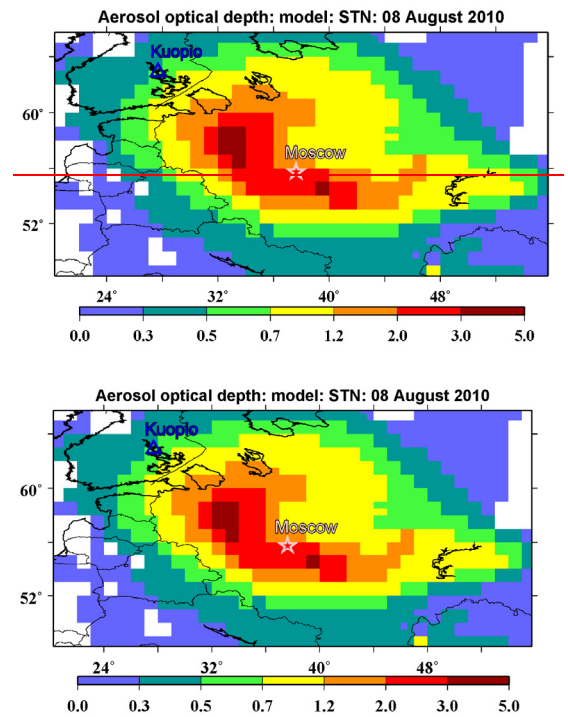 Aerosol optical depth: model: STN: 08 August 2010
Kuopio
60°
Moscow
52°
24° 32 40 48
0.0 0.3 0.5 0.7 1.2 2.0 3.0 5.0
Aerosol optical depth: model: STN: 08 August 2010
Kuopio
60°
Moscow
52°
24° 32 40° 48°
0.0 0.3 0.5 0.7 1.2 2.0 3.0 5.0